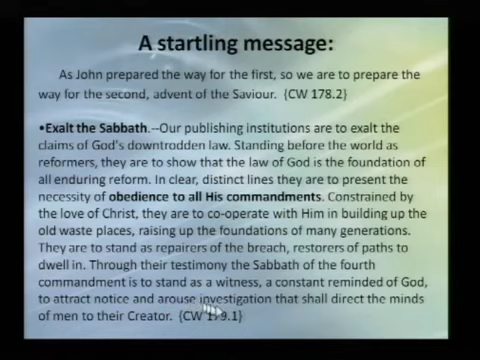 A startling message:
As John prepared the way for the first, so we are to prepare the
way for the second, advent of the Saviour. {CW 178.2}
•Exalt the Sabbath.--Our publishing institutions are to exalt the
claims of God's downtrodden law. Standing before the world as
reformers, they are to show that the law of God is the foundation of
all enduring reform. In clear, distinct lines they are to present the
necessity of obedience to all His commandments. Constrained by
the love of Christ, they are to co-operate with Him in building up the
old waste places, raising up the foundations of many generations.
They are to stand as repairers of the breach, restorers of paths to
dwell in. Through their testimony the Sabbath of the fourth
commandment is to stand as a witness, a constant reminded of God,
to attract notice and arouse investigation that shall direct the minds
of men to their Creator. {CW 179.1}